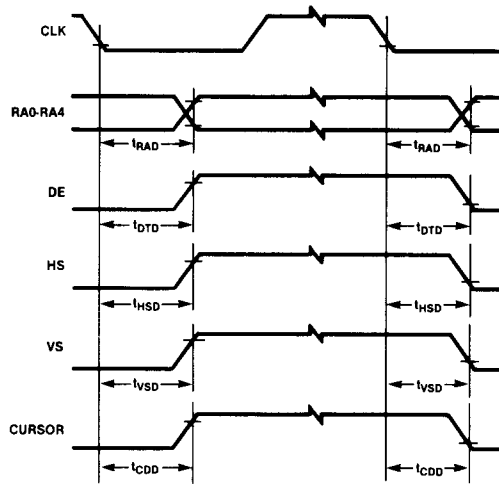 CLK
RA0-RA4
tRAD tRAD
DE
tDTD tDTD
HS
tHSD tHSD
VS
tVSD tVSD
CURSOR
tCDD tCDD